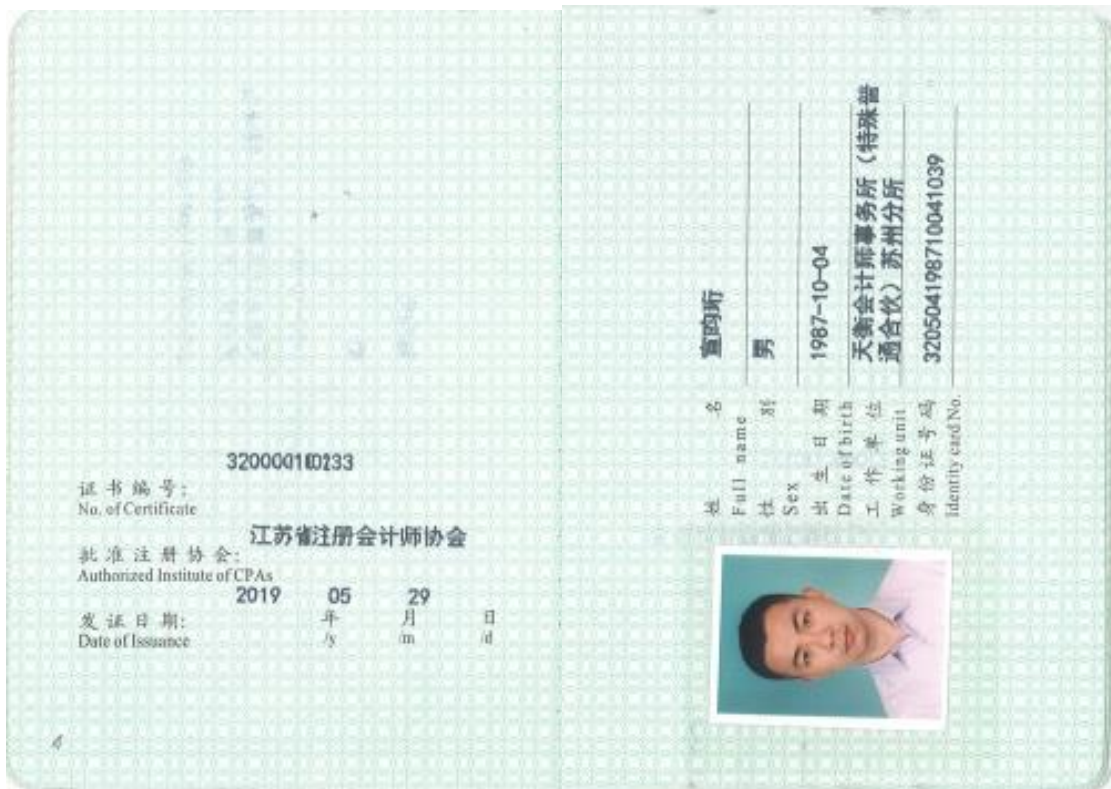 320000100233
证书编号:
No. of Certificate
江苏省注册会计师协会
批准注册协会:
Authorized Institute of CPAs
2019 05 29
发证日期: 年 月 日
Date of Issuance /y /m /d
6
姓 名
Full name
性 别 男
Sex
出生日期 1987-10-04
Date of birth
工作单位 天衡会计师事务所(特殊普
Working unit 通合伙)苏州分所
身份证号码 320504198710041039
Identity card No.